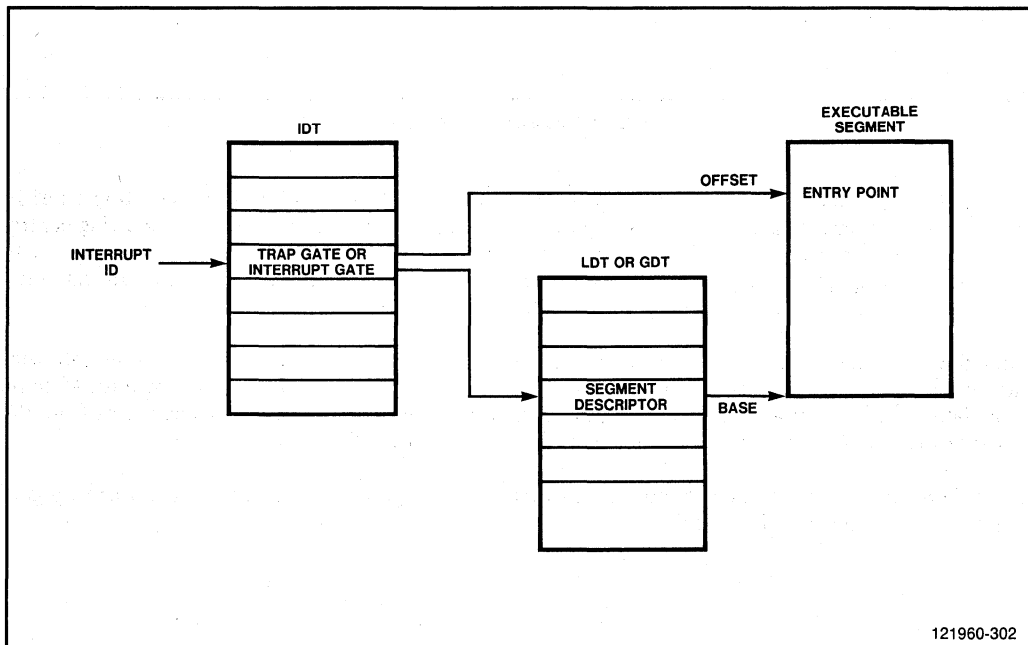 EXECUTABLE
SEGMENT
IDT
OFFSET
ENTRY POINT
INTERRUPT
ID
TRAP GATE OR
INTERRUPT GATE
LDT OR GDT
SEGMENT
DESCRIPTOR
BASE
121960-302